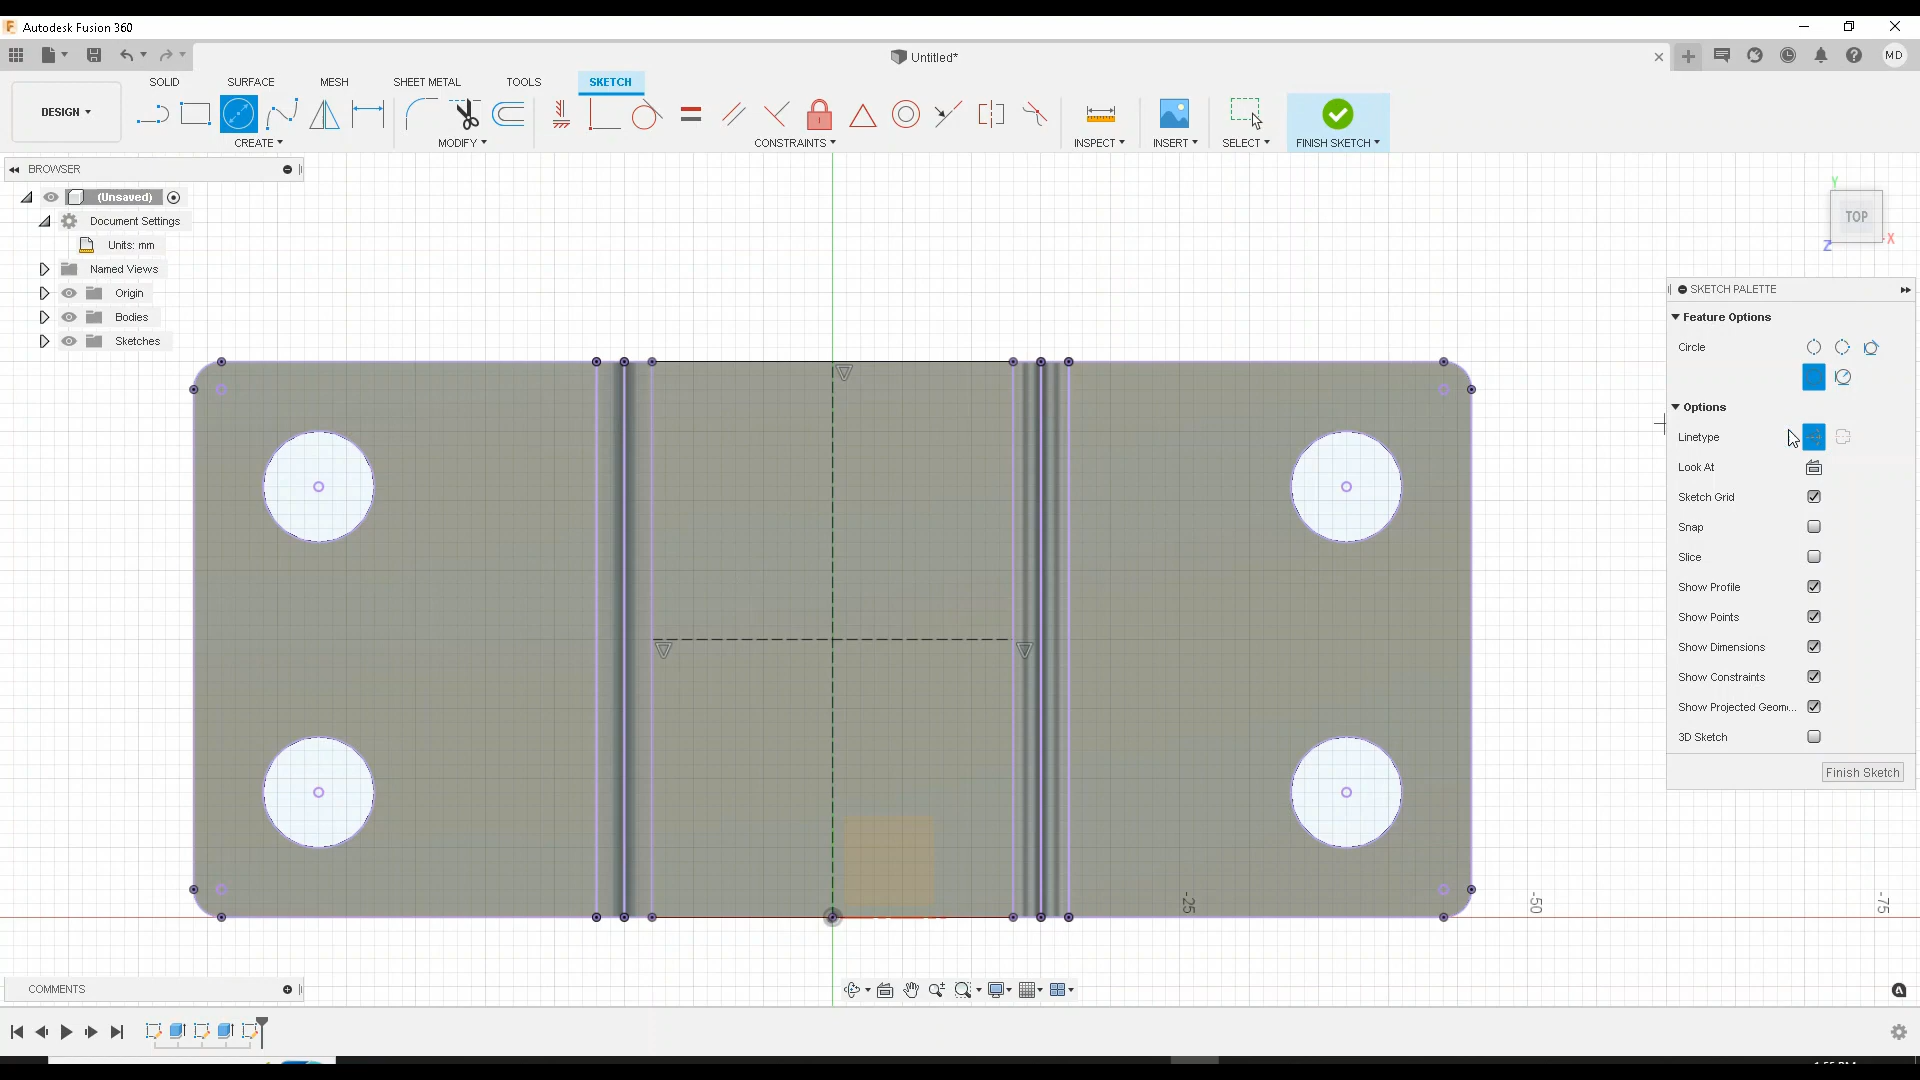 Autodesk Fusion 360
Untitled*
MD
SOLID
SURFACE
MESH
SHEET METAL
TOOLS
SKETCH
DESIGN
CREATE
MODIFY
CONSTRAINTS
INSPECT
INSERT
SELECT
FINISH SKETCH
BROWSER
(Unsaved)
Document Settings
Units: mm
Named Views
Origin
Bodies
Sketches
Y
TOP
Z
-X
SKETCH PALETTE
Feature Options
Circle
Options
Linetype
Look At
Sketch Grid
Snap
Slice
Show Profile
Show Points
Show Dimensions
Show Constraints
Show Projected Geom...
3D Sketch
Finish Sketch
-25
-50
-75
COMMENTS